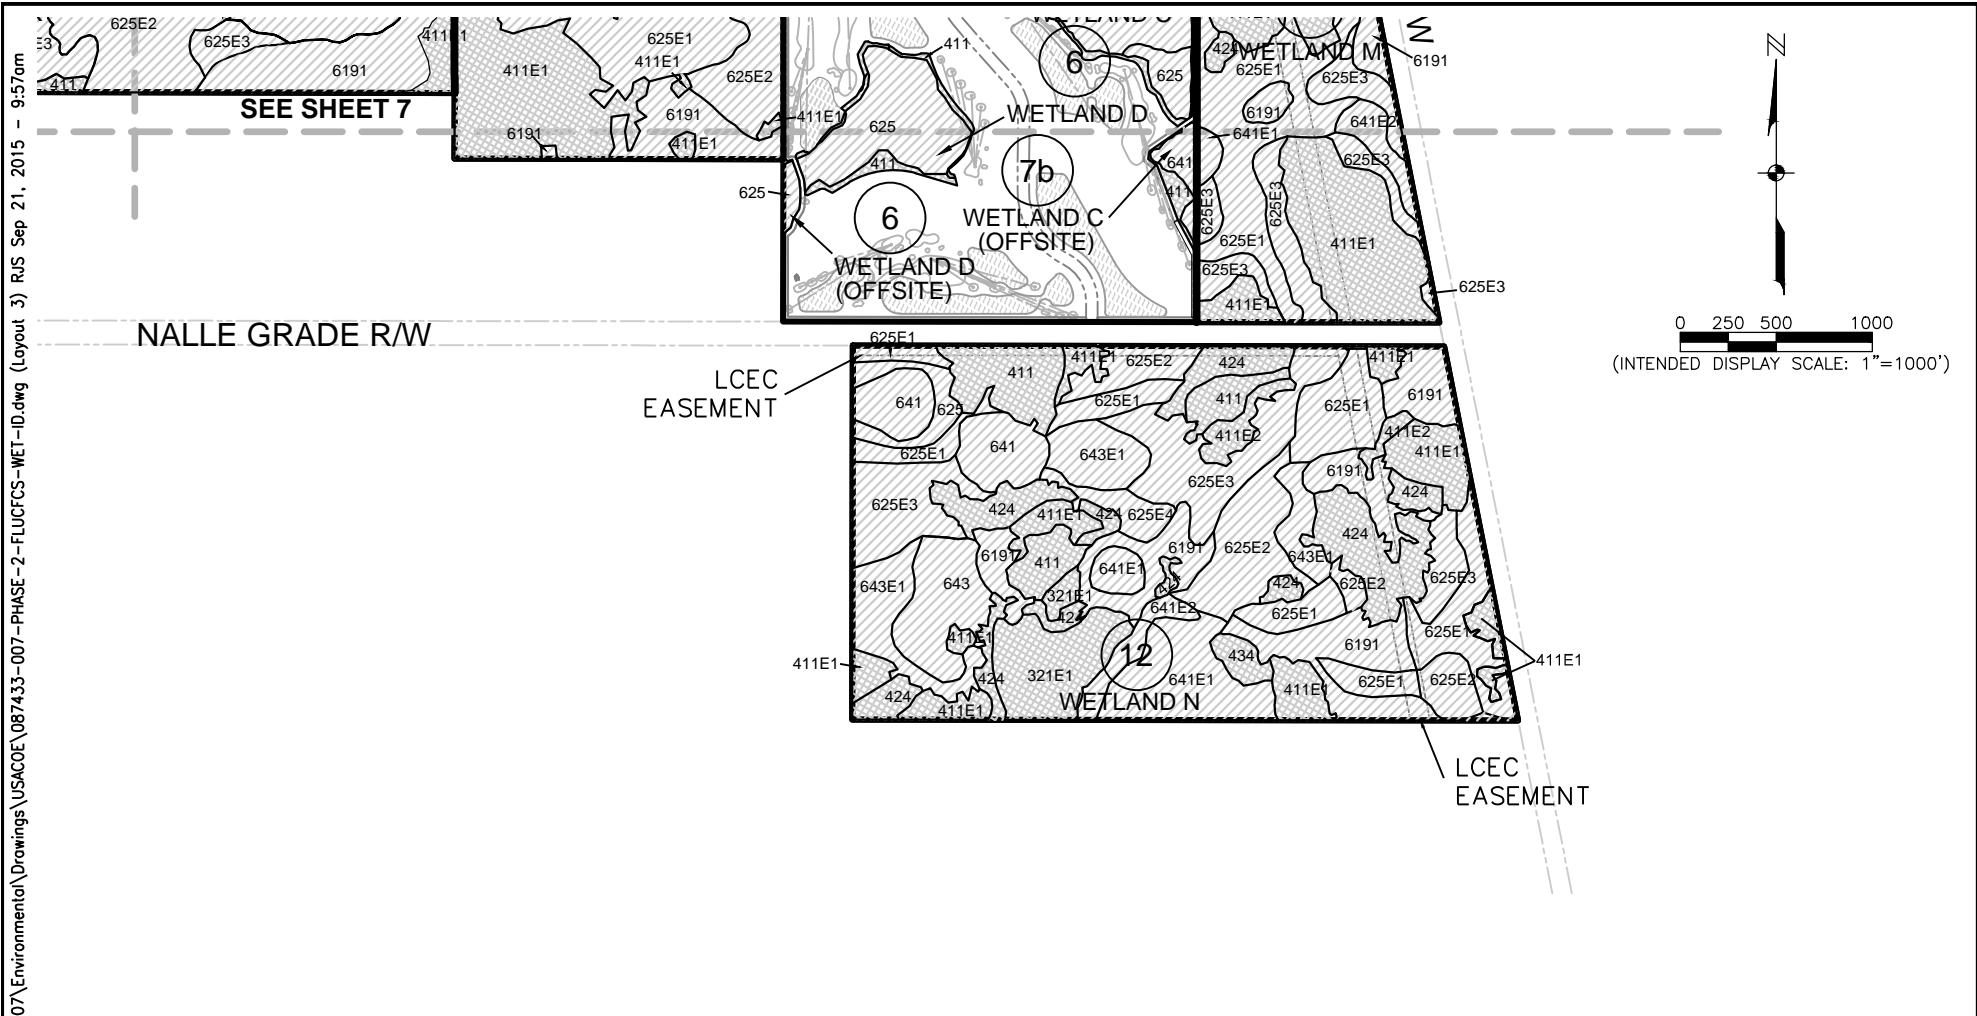 07\Environmental\Drawings\USACOE\087433-007-PHASE-2-FLUCFCS-WET-ID.dwg (Layout 3) RJS Sep 21, 2015 - 9:57am
625E2
625E3
6191
411
SEE SHEET 7
411E1
411E1
625E1
411E1
625E2
6191
411E1
6191
411E1
411
6
625
WETLAND D
625
411
7b
625
6
WETLAND C
(OFFSITE)
WETLAND D
(OFFSITE)
641
411
424
WETLAND M
625E1
625E3
6191
6191
641E2
641E1
625E3
625E3
625E3
625E1
411E1
625E3
411E1
625E3
N
0 250 500 1000
(INTENDED DISPLAY SCALE: 1"=1000')
NALLE GRADE R/W
LCEC
EASEMENT
625E1
411
411E1
625E2
424
411E1
641
625
625E1
411
625E1
6191
625E1
641
643E1
411E2
411E2
411E1
625E3
6191
625E3
424
424
411E1
424
625E4
424
6191
411
641E1
6191
625E2
643E1
643E1
643
321E1
424
641E2
424
625E2
625E3
625E1
411E1
6191
625E1
411E1
411E1
424
321E1
12
641E1
434
411E1
625E1
625E2
424
411E1
WETLAND N
LCEC
EASEMENT